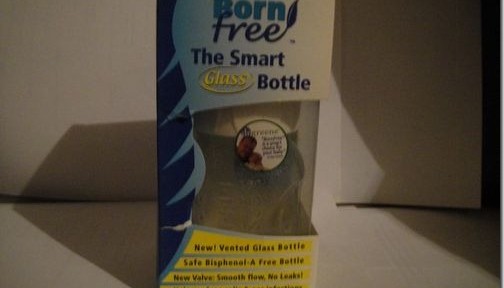 Born
free
TM
The Smart
Glass Bottle
New! Vented Glass Bottle
Safe Bisphenol-A Free Bottle
New Valve: Smooth flow, No Leaks!